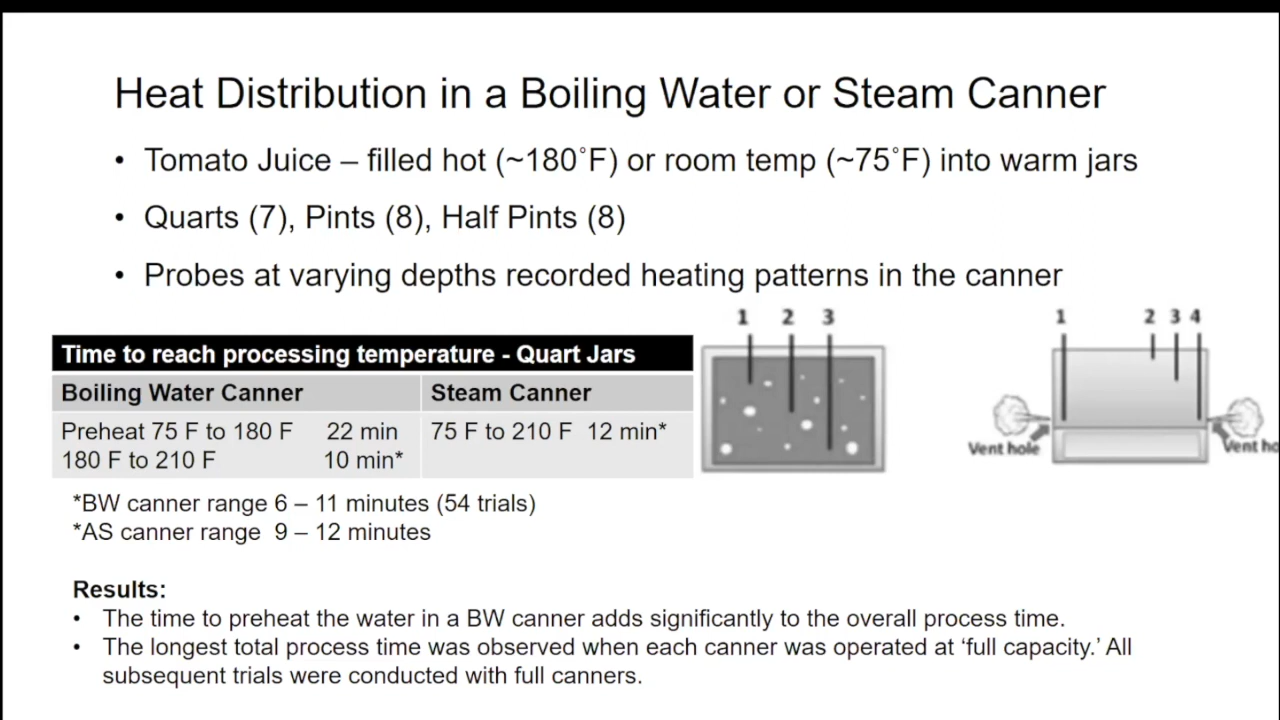 Heat Distribution in a Boiling Water or Steam Canner
• Tomato Juice – filled hot (~180˚F) or room temp (~75˚F) into warm jars
• Quarts (7), Pints (8), Half Pints (8)
• Probes at varying depths recorded heating patterns in the canner
Time to reach processing temperature - Quart Jars
Boiling Water Canner Steam Canner
Preheat 75 F to 180 F 22 min 75 F to 210 F 12 min*
180 F to 210 F 10 min*
1 2 3
1 2 3 4
Vent hole
Vent ho
*BW canner range 6 – 11 minutes (54 trials)
*AS canner range 9 – 12 minutes
Results:
• The time to preheat the water in a BW canner adds significantly to the overall process time.
• The longest total process time was observed when each canner was operated at ‘full capacity.’ All
subsequent trials were conducted with full canners.